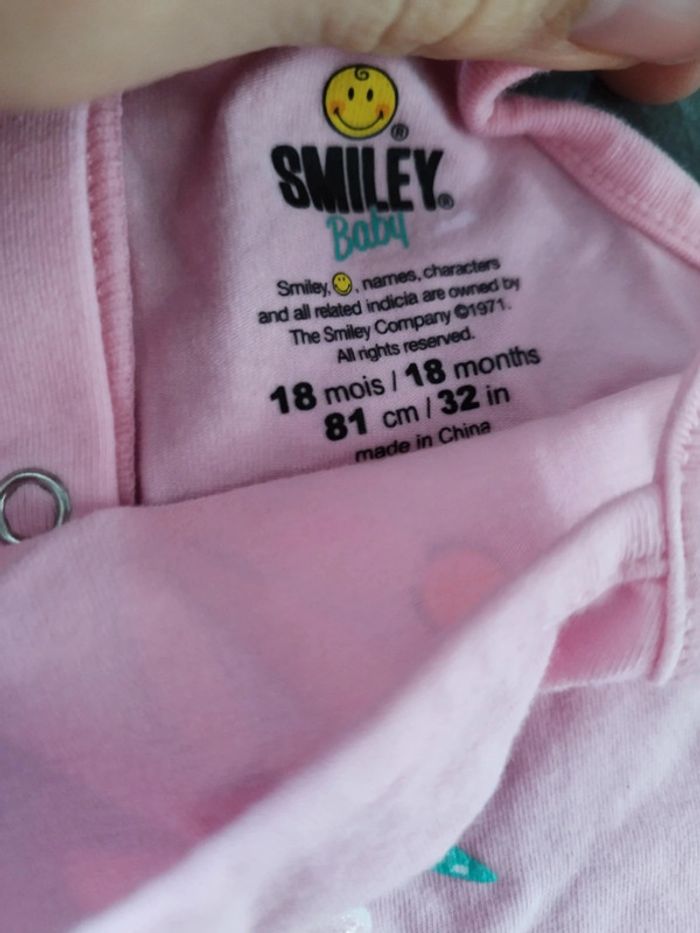 ®
SMILEY®
Baby
Smiley, , names, characters
and all related indicia are owned by
The Smiley Company ©1971.
All rights reserved.
18 mois / 18 months
81 cm / 32 in
made in China